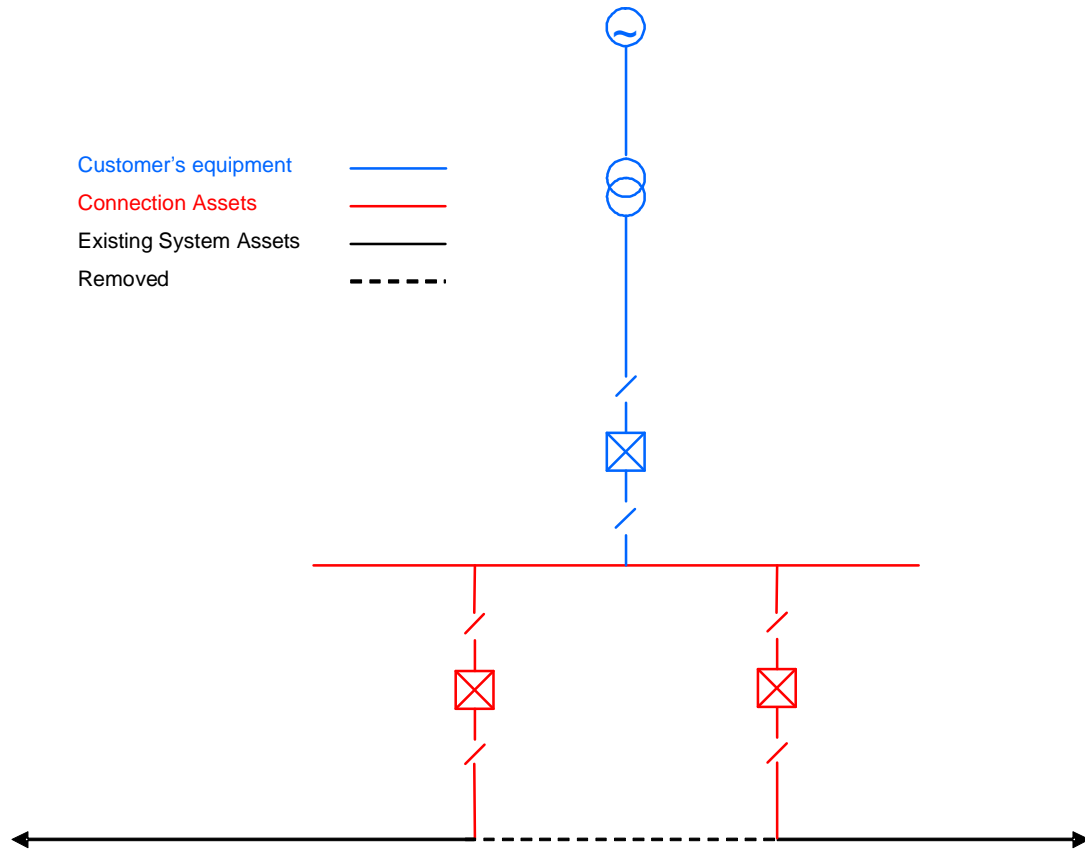 Customer's equipment
Connection Assets
Existing System Assets
Removed